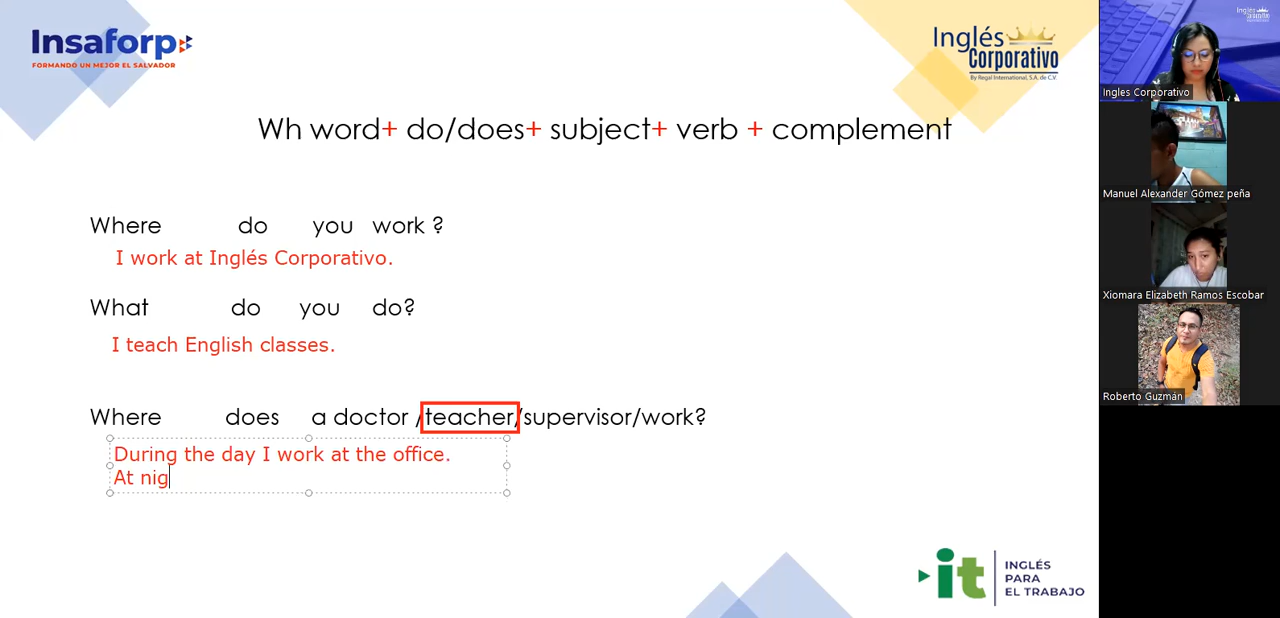 Insaforp
FORMANDO UN MEJOR EL SALVADOR
Inglés
Corporativo
By Regal International, S.A. de C.V.
Wh word+ do/does+ subject+ verb + complement
Where do you work ?
I work at Inglés Corporativo.
What do you do?
I teach English classes.
Where does a doctor /teacher/supervisor/work?
During the day I work at the office.
At nig
it
INGLÉS
PARA
EL TRABAJO
Inglés
Corporativo
Ingles Corporativo
Manuel Alexander Gómez peña
Xiomara Elizabeth Ramos Escobar
Roberto Guzmán